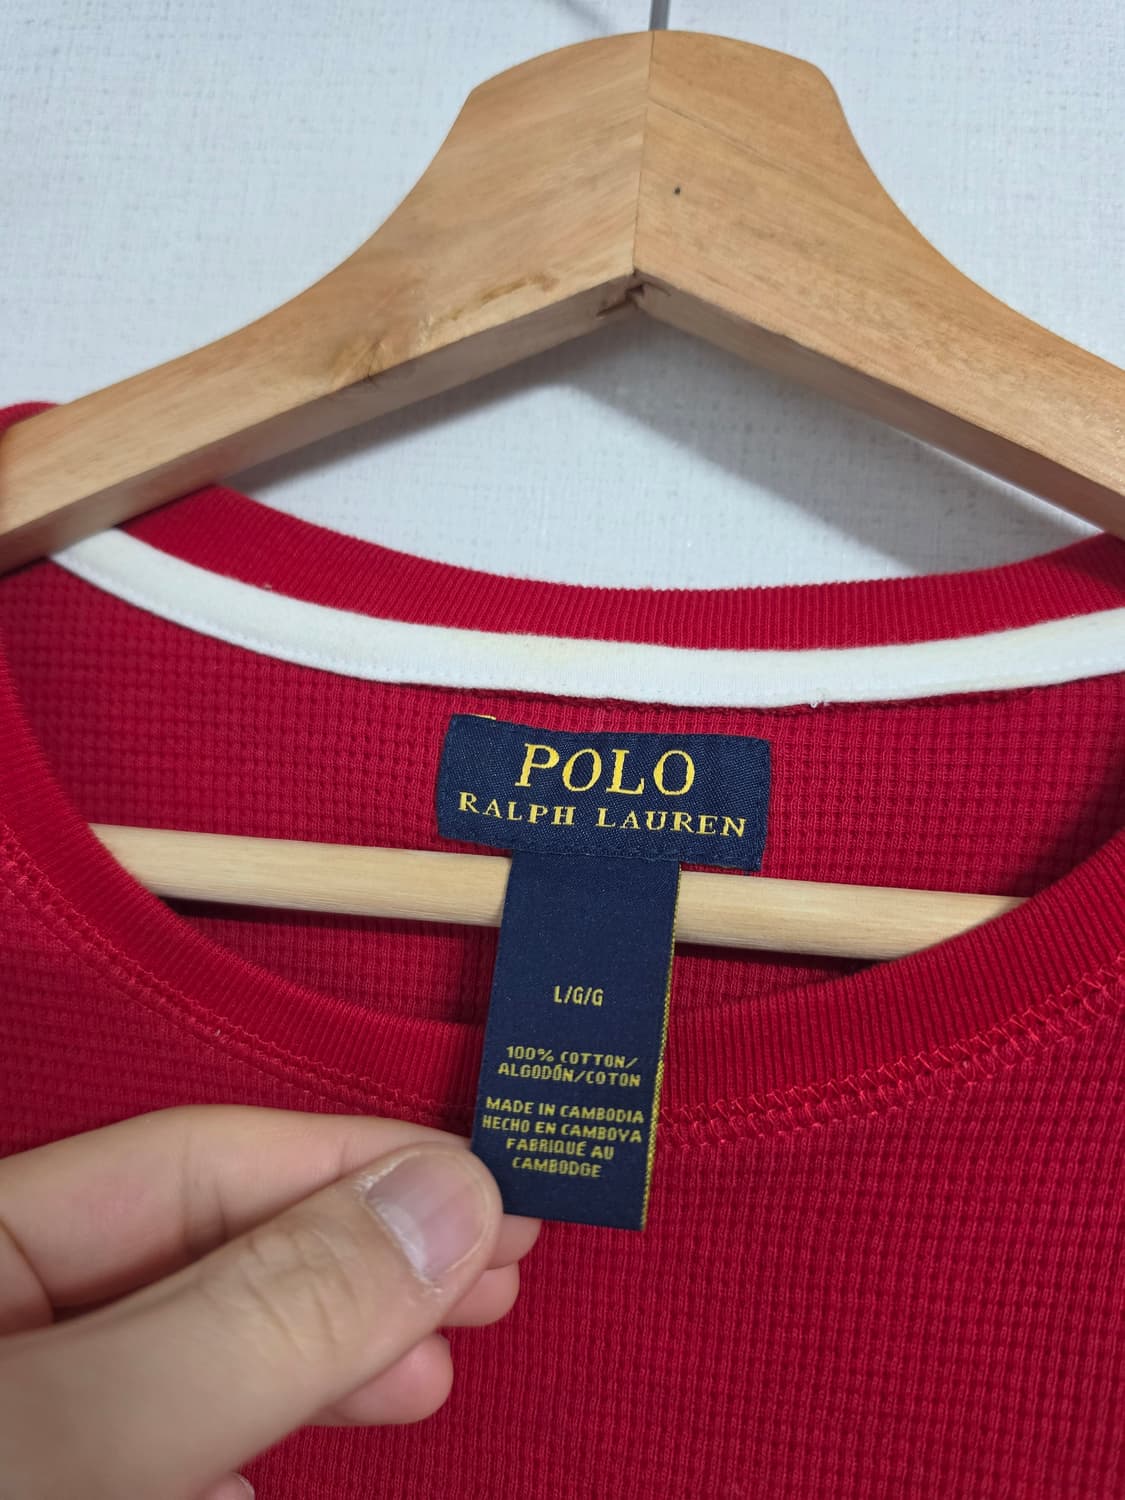 POLO
RALPH LAUREN
L/G/G
100% COTTON/
ALGODÓN/COTON
MADE IN CAMBODIA
HECHO EN CAMBOYA
FABRIQUÉ AU
CAMBODGE